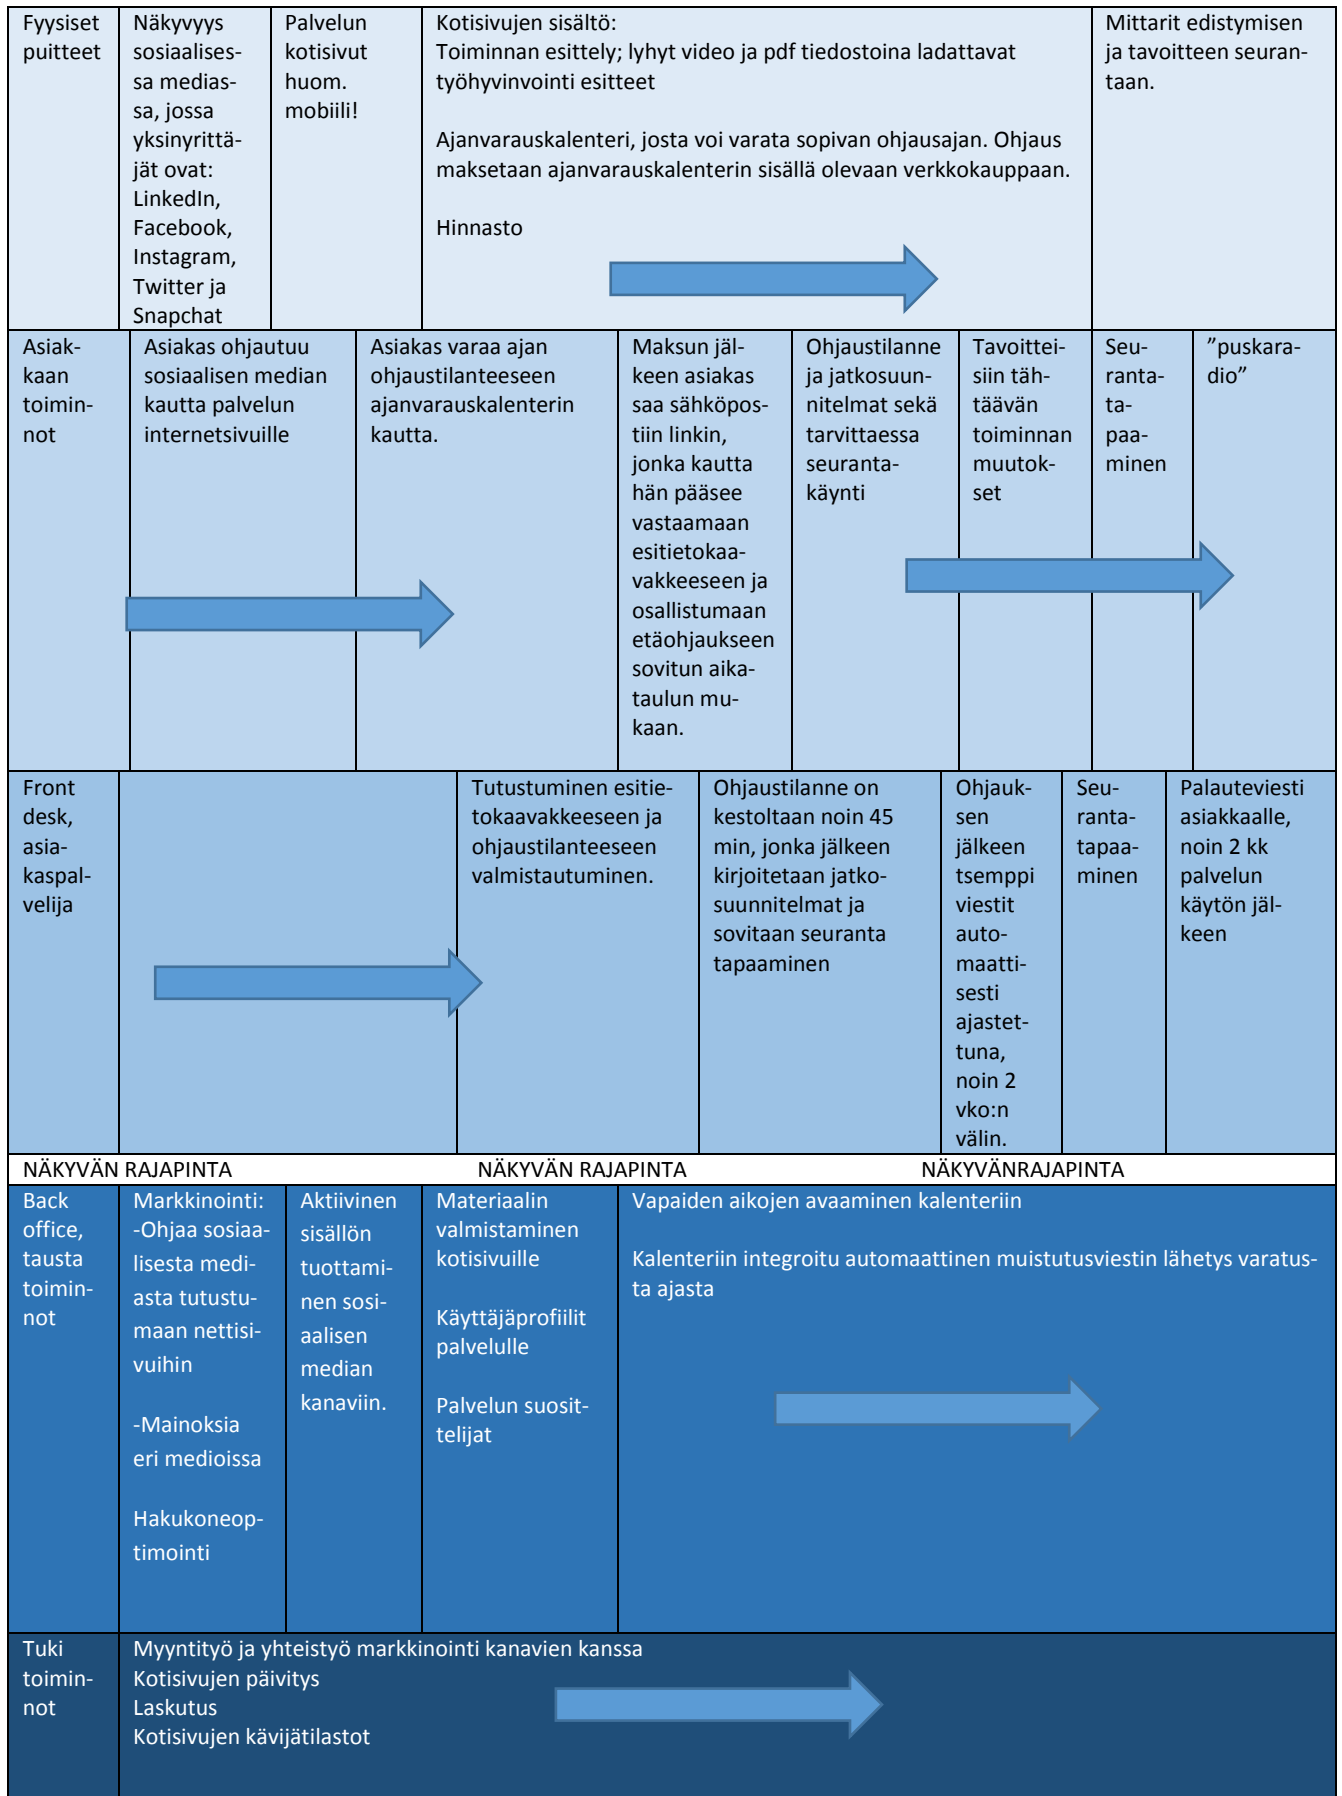 Fyysiset
puitteet
Näkyvyys
sosiaalises-
sa medias-
sa, jossa
yksinyrittä-
jät ovat:
LinkedIn,
Facebook,
Instagram,
Twitter ja
Snapchat
Palvelun
kotisivut
huom.
mobiili!
Kotisivujen sisältö:
Toiminnan esittely; lyhyt video ja pdf tiedostoina ladattavat
työhyvinvointi esitteet
Ajanvarauskalenteri, josta voi varata sopivan ohjausajan. Ohjaus
maksetaan ajanvarauskalenterin sisällä olevaan verkkokauppaan.
Hinnasto
Mittarit edistymisen
ja tavoitteen seuran-
taan.
Asiak-
kaan
toimin-
not
Asiakas ohjautuu
sosiaalisen median
kautta palvelun
internetsivuille
Asiakas varaa ajan
ohjaustilanteeseen
ajanvarauskalenterin
kautta.
Maksun jäl-
keen asiakas
saa sähköpos-
tiin linkin,
jonka kautta
hän pääsee
vastaamaan
esitietokaa-
vakkeeseen ja
osallistumaan
etäohjaukseen
sovitun aika-
taulun mu-
kaan.
Ohjaustilanne
ja jatkosuun-
nitelmat sekä
tarvittaessa
seuranta-
käynti
Tavoittei-
siin täh-
täävän
toiminnan
muutok-
set
Seu-
ranta-
ta-
paa-
minen
”puskara-
dio”
Front
desk,
asia-
kaspal-
velija
Tutustuminen esitie-
tokaavakkeeseen ja
ohjaustilanteeseen
valmistautuminen.
Ohjaustilanne on
kestoltaan noin 45
min, jonka jälkeen
kirjoitetaan jatko-
suunnitelmat ja
sovitaan seuranta
tapaaminen
Ohjauk-
sen
jälkeen
tsemppi
viestit
auto-
maatti-
sesti
ajastet-
tuna,
noin 2
vko:n
välin.
Seu-
ranta-
tapaa-
minen
Palauteviesti
asiakkaalle,
noin 2 kk
palvelun
käytön jäl-
keen
NÄKYVÄN RAJAPINTA NÄKYVÄN RAJAPINTA NÄKYVÄNRAJAPINTA
Back
office,
tausta
toimin-
not
Markkinointi:
-Ohjaa sosiaa-
lisesta medi-
asta tutustu-
maan nettisi-
vuihin
-Mainoksia
eri medioissa
Hakukoneop-
timointi
Aktiivinen
sisällön
tuottami-
nen sosi-
aalisen
median
kanaviin.
Materiaalin
valmistaminen
kotisivuille
Käyttäjäprofiilit
palvelulle
Palvelun suosit-
telijat
Vapaiden aikojen avaaminen kalenteriin
Kalenteriin integroitu automaattinen muistutusviestin lähetys varatus-
ta ajasta
Tuki
toimin-
not
Myyntityö ja yhteistyö markkinointi kanavien kanssa
Kotisivujen päivitys
Laskutus
Kotisivujen kävijätilastot